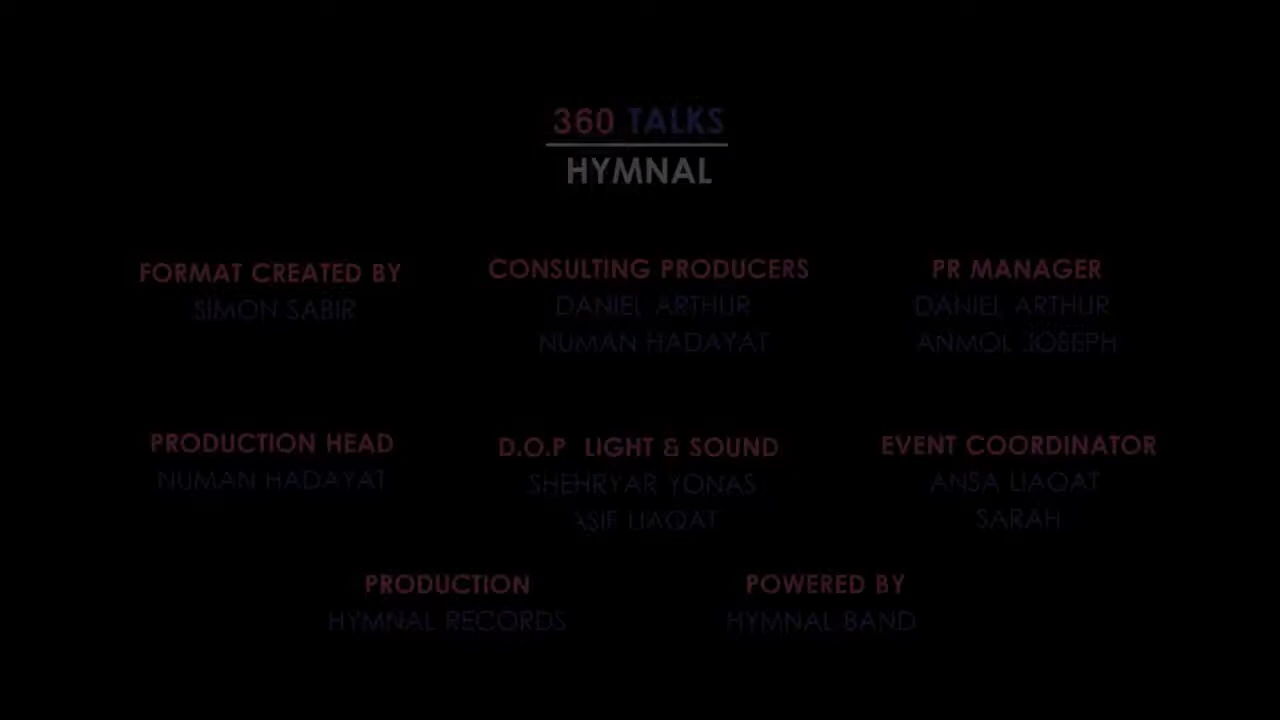 360 TALKS
HYMNAL
FORMAT CREATED BY
SIMON SABIR
CONSULTING PRODUCERS
DANIEL ARTHUR
NUMAN HADAYAT
PR MANAGER
DANIEL ARTHUR
ANMOL JOSEPH
PRODUCTION HEAD
NUMAN HADAYAT
D.O.P LIGHT & SOUND
SHEHRYAR YONAS
ASIF LIAQAT
EVENT COORDINATOR
ANSA LIAQAT
SARAH
PRODUCTION
HYMNAL RECORDS
POWERED BY
HYMNAL BAND